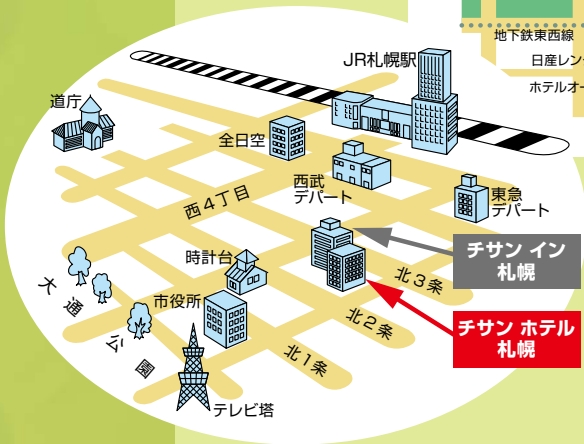 地下鉄東西線
日産レン
ホテルオー
JR札幌駅
道庁
全日空
西武
デパート
東急
デパート
西4丁目
チサン イン
札幌
時計台
北3条
大通公園
市役所
北2条
チサン ホテル
札幌
北1条
テレビ塔